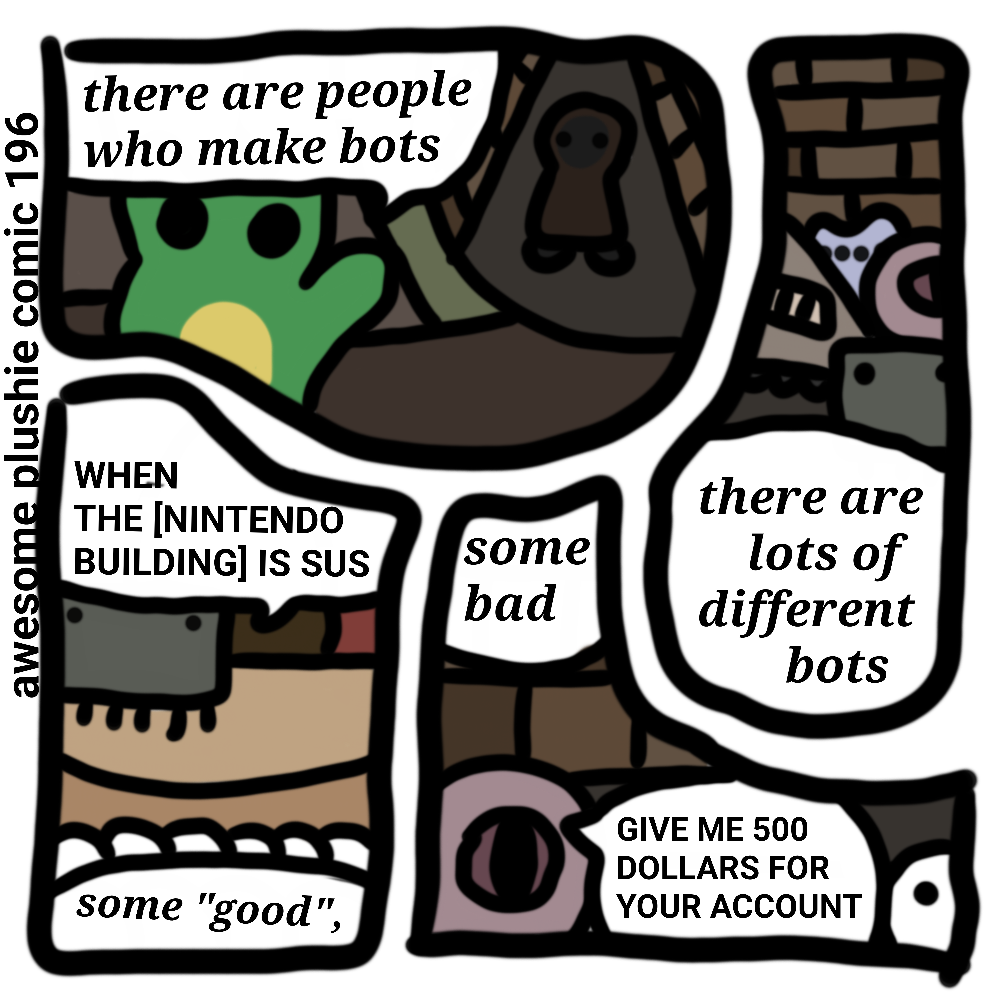 awesome plushie comic 196
there are people
who make bots
there are
lots of
different
bots
WHEN
THE [NINTENDO
BUILDING] IS SUS
some "good",
some
bad
GIVE ME 500
DOLLARS FOR
YOUR ACCOUNT